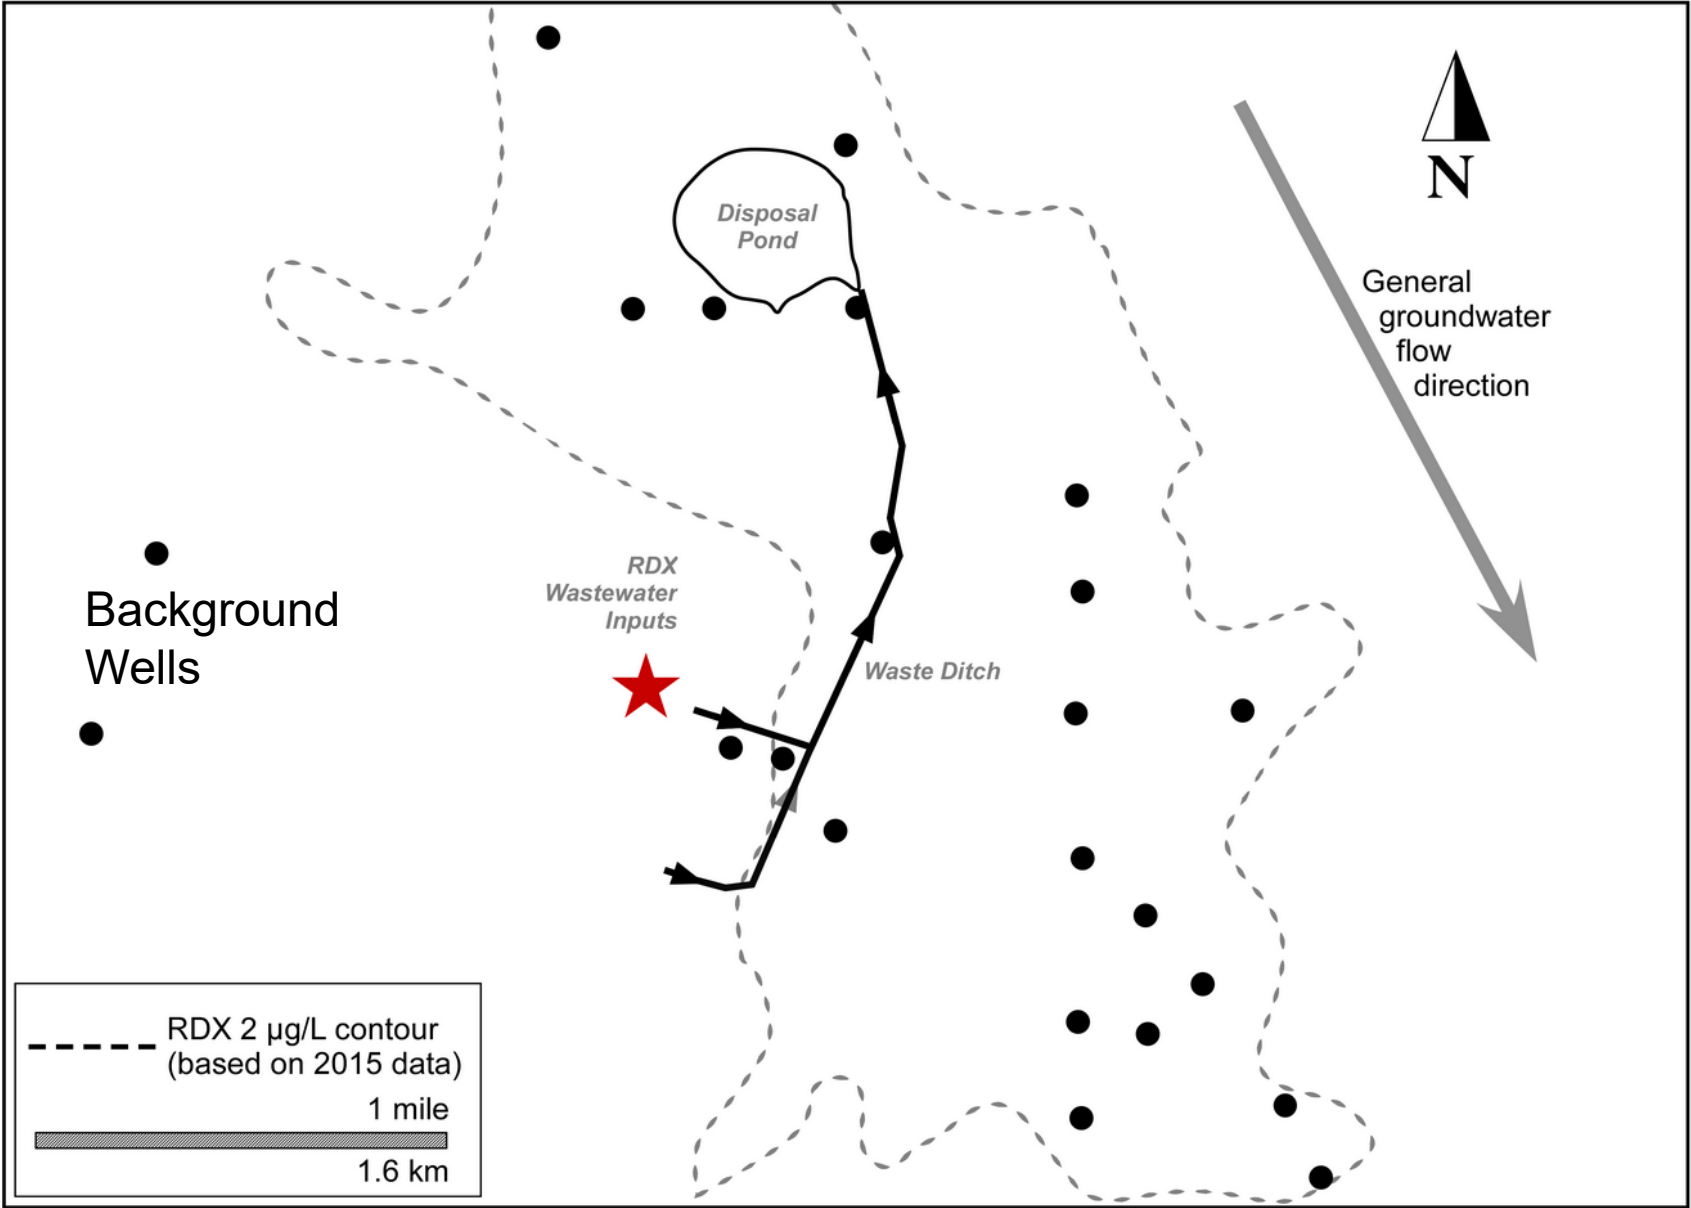 N
Disposal
Pond
General
groundwater
flow
direction
RDX
Wastewater
Inputs
Background
Wells
Waste Ditch
RDX 2 µg/L contour
(based on 2015 data)
1 mile
1.6 km